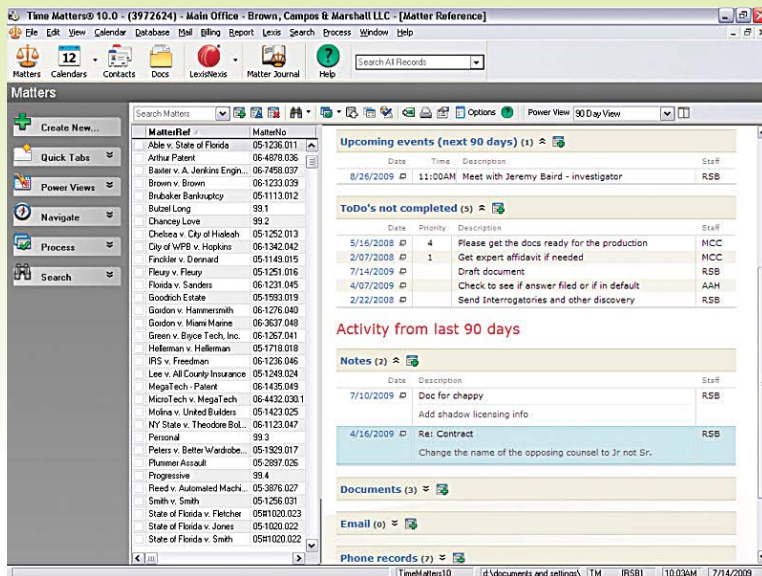 Time Matters® 10.0 - (3972624) - Main Office - Brown, Campos & Marshall LLC - [Matter Reference]
File Edit View Calendar Database Mail Billing Report Lexis Search Process Window Help
12
Matters Calendars Contacts Docs LexisNexis Matter Journal Help
Search All Records
Matters
Create New...
Quick Tabs
Power Views
Navigate
Process
Search
Search Matters
Options Power View 90 Day View
MatterRef MatterNo
Able v. State of Florida 05-1236.011
Arthur Patent 06-4878.036
Baxter v. A. Jenkins Engin... 06-7458.037
Brown v. Brown 06-1233.039
Brubaker Bankruptcy 05-1113.012
Butzel Long 99.1
Chancey Love 99.2
Chelsea v. City of Hialeah 05-1252.013
City of WPB v. Hopkins 06-1342.042
Finckler v. Dennard 05-1149.015
Fleury v. Fleury 05-1251.016
Florida v. Sanders 06-1231.045
Goodrich Estate 05-1593.019
Gordon v. Hammersmith 06-1276.040
Gordon v. Miami Marine 06-3637.048
Green v. Bryce Tech, Inc. 06-1267.041
Hellerman v. Hellerman 05-1718.018
IRS v. Freedman 06-1236.046
Lee v. All County Insurance 05-1249.024
MegaTech - Patent 06-1435.049
MicroTech v. MegaTech 06-4432.030.1
Molina v. United Builders 05-1423.025
NY State v. Theodore Bol... 06-1123.047
Personal 99.3
Peters v. Better Wardrobe... 05-1929.017
Plummer Assault 05-2897.026
Progressive 99.4
Reed v. Automated Machi... 05-3876.027
Smith v. Smith 05-1256.031
State of Florida v. Fletcher 05#1020.023
State of Florida v. Jones 05-1020.022
State of Florida v. Smith 05#1020.022
Upcoming events (next 90 days) (1)
Date Time Description Staff
8/26/2009 11:00AM Meet with Jeremy Baird - investigator RSB
ToDo's not completed (5)
Date Priority Description Staff
5/16/2008 4 Please get the docs ready for the production MCC
2/07/2008 1 Get expert affidavit if needed MCC
7/14/2009 Draft document RSB
4/07/2009 Check to see if answer filed or if in default AAH
2/22/2008 Send Interrogatories and other discovery RSB
Activity from last 90 days
Notes (2)
Date Description Staff
7/10/2009 Doc for chappy RSB
Add shadow licensing info
4/16/2009 Re: Contract RSB
Change the name of the opposing counsel to Jr not Sr.
Documents (3)
Email (0)
Phone records (7)
TimeMatters10 d:\documents and settings\ TM [RSB] 10:03AM 7/14/2009